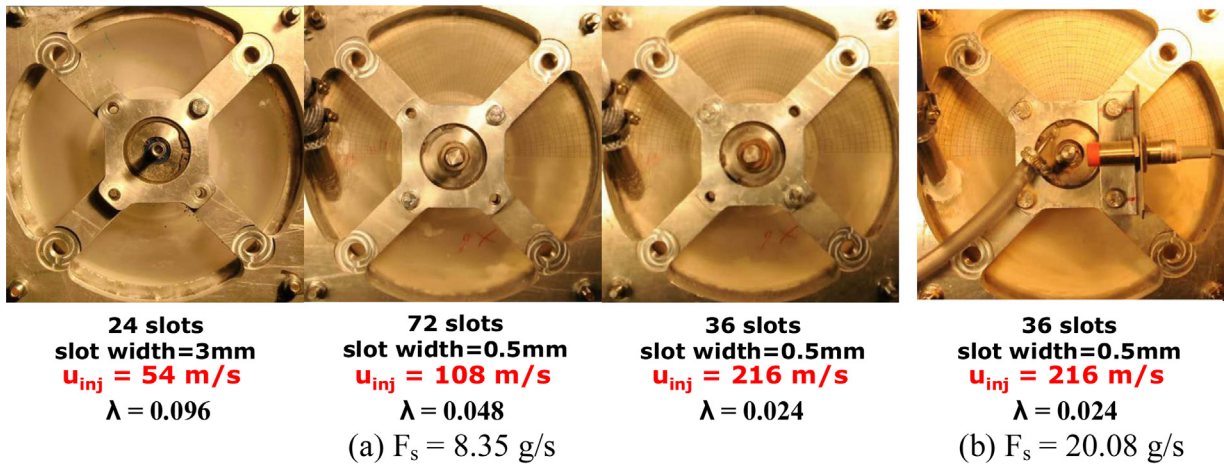 24 slots
slot width=3mm
u_inj = 54 m/s
λ = 0.096
72 slots
slot width=0.5mm
u_inj = 108 m/s
λ = 0.048
36 slots
slot width=0.5mm
u_inj = 216 m/s
λ = 0.024
(a) F_s = 8.35 g/s
36 slots
slot width=0.5mm
u_inj = 216 m/s
λ = 0.024
(b) F_s = 20.08 g/s